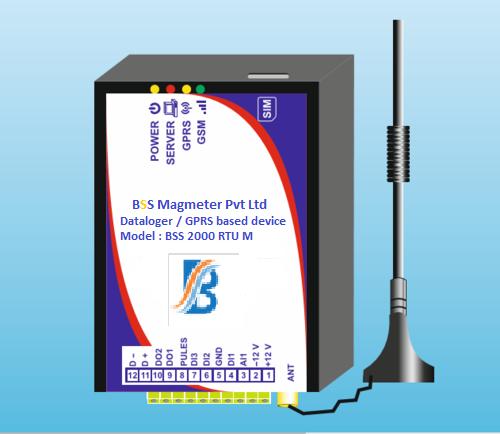 POWER
SERVER
GPRS
GSM
SIM
BSS Magmeter Pvt Ltd
Dataloger / GPRS based device
Model : BSS 2000 RTU M
B
D -
D +
DO2
DO1
PULES
DI3
DI2
GND
DI1
AI1
-12 V
+12 V
12 11 10 9 8 7 6 5 4 3 2 1
ANT